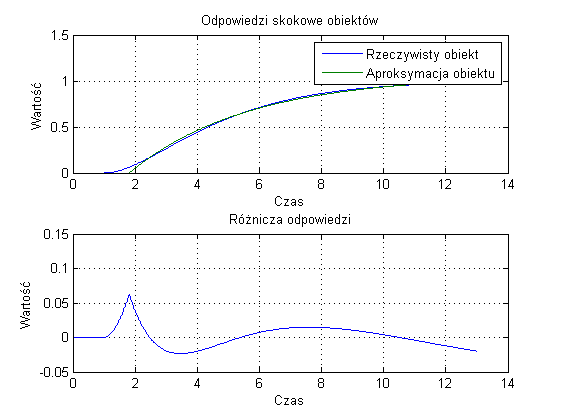 Odpowiedzi skokowe obiektów
1.5
1
0.5
0
Wartość
Rzeczywisty obiekt
Aproksymacja obiektu
0 2 4 6 8 10 12 14
Czas
Różnicza odpowiedzi
0.15
0.1
0.05
0
-0.05
Wartość
0 2 4 6 8 10 12 14
Czas